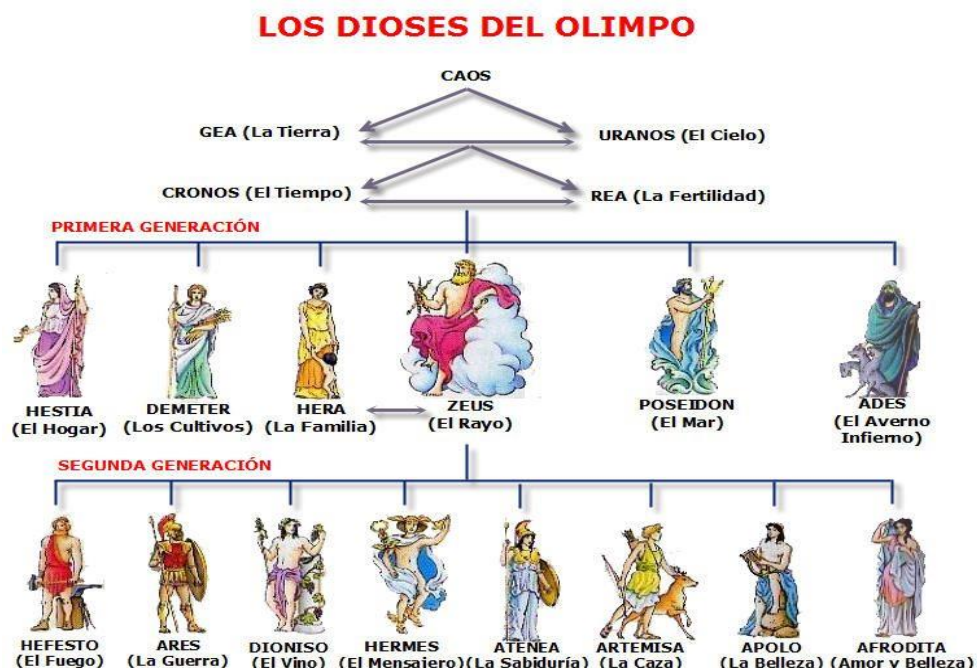 LOS DIOSES DEL OLIMPO
CAOS
GEA (La Tierra)
URANOS (El Cielo)
CRONOS (El Tiempo)
REA (La Fertilidad)
PRIMERA GENERACIÓN
HESTIA
(El Hogar)
DEMETER
(Los Cultivos)
HERA
(La Familia)
ZEUS
(El Rayo)
POSEIDON
(El Mar)
ADES
(El Averno
Infierno)
SEGUNDA GENERACIÓN
HEFESTO
(El Fuego)
ARES
(La Guerra)
DIONISO
(El Vino)
HERMES
(El Mensajero)
ATENEA
(La Sabiduría)
ARTEMISA
(La Caza)
APOLO
(La Belleza)
AFRODITA
(Amor y Belleza)